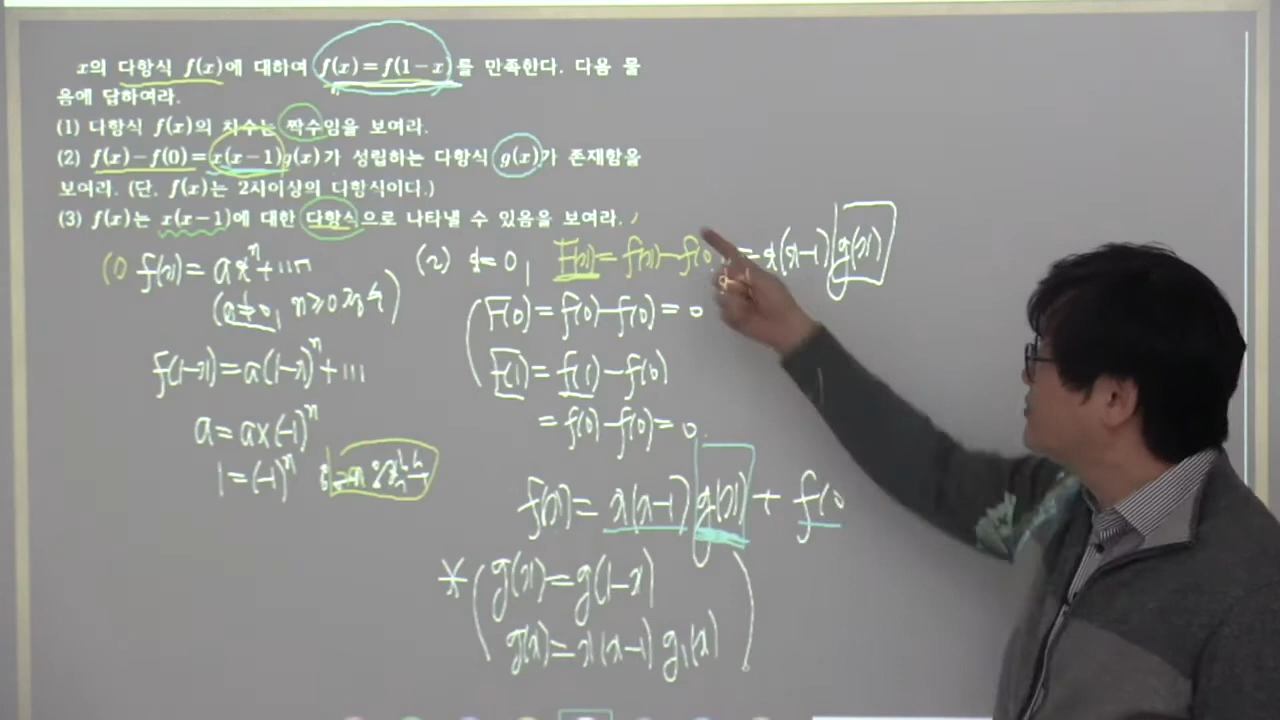 x의 다항식 f(x)에 대하여 f(x)=f(1-x)를 만족한다. 다음 물
음에 답하여라.
(1) 다항식 f(x)의 차수는 짝수임을 보여라.
(2) f(x)-f(0)=x(x-1)g(x)가 성립하는 다항식 g(x)가 존재함을
보여라. (단, f(x)는 2차이상의 다항식이다.)
(3) f(x)는 x(x-1)에 대한 다항식으로 나타낼 수 있음을 보여라.
(1) f(x)=ax^n+…
(a≠0, n≥0 정수)
f(1-x)=a(1-x)^n+…
a=a×(-1)^n
1=(-1)^n
(2) x=0, 1 F(x)=f(x)-f(0)=x(x-1)g(x)
F(0)=f(0)-f(0)=0
F(1)=f(1)-f(0)
=f(0)-f(0)=0.
f(x)=x(x-1)g(x)+f(0
* g(x)=g(1-x)
g(x)=x(x-1)g₁(x)